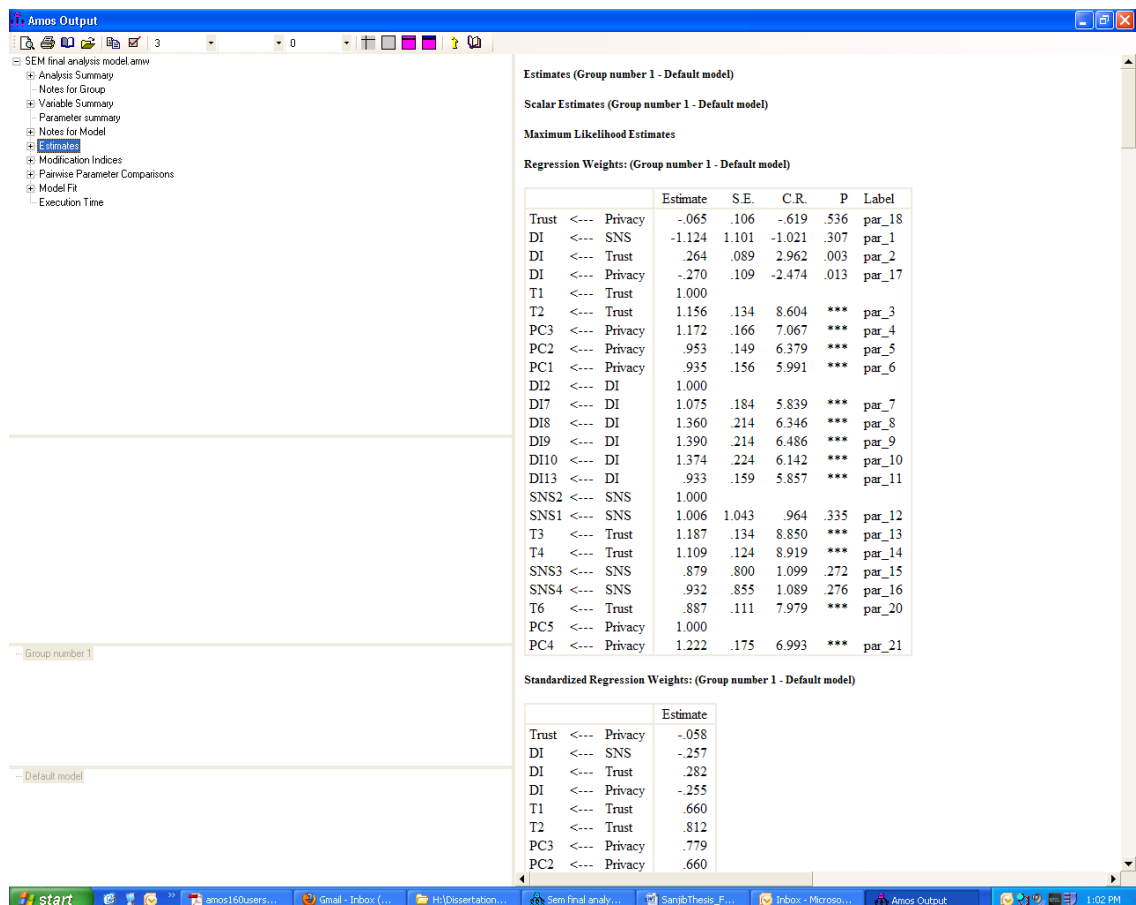 Amos Output
3 0
SEM final analysis model.amw
Analysis Summary
Notes for Group
Variable Summary
Parameter summary
Notes for Model
Estimates
Modification Indices
Pairwise Parameter Comparisons
Model Fit
Execution Time
Group number 1
Default model
Estimates (Group number 1 - Default model)
Scalar Estimates (Group number 1 - Default model)
Maximum Likelihood Estimates
Regression Weights: (Group number 1 - Default model)
Estimate S.E. C.R. P Label
Trust <--- Privacy -.065 .106 -.619 .536 par_18
DI <--- SNS -1.124 1.101 -1.021 .307 par_1
DI <--- Trust .264 .089 2.962 .003 par_2
DI <--- Privacy -.270 .109 -2.474 .013 par_17
T1 <--- Trust 1.000
T2 <--- Trust 1.156 .134 8.604 *** par_3
PC3 <--- Privacy 1.172 .166 7.067 *** par_4
PC2 <--- Privacy .953 .149 6.379 *** par_5
PC1 <--- Privacy .935 .156 5.991 *** par_6
DI2 <--- DI 1.000
DI7 <--- DI 1.075 .184 5.839 *** par_7
DI8 <--- DI 1.360 .214 6.346 *** par_8
DI9 <--- DI 1.390 .214 6.486 *** par_9
DI10 <--- DI 1.374 .224 6.142 *** par_10
DI13 <--- DI .933 .159 5.857 *** par_11
SNS2 <--- SNS 1.000
SNS1 <--- SNS 1.006 1.043 .964 .335 par_12
T3 <--- Trust 1.187 .134 8.850 *** par_13
T4 <--- Trust 1.109 .124 8.919 *** par_14
SNS3 <--- SNS .879 .800 1.099 .272 par_15
SNS4 <--- SNS .932 .855 1.089 .276 par_16
T6 <--- Trust .887 .111 7.979 *** par_20
PC5 <--- Privacy 1.000
PC4 <--- Privacy 1.222 .175 6.993 *** par_21
Standardized Regression Weights: (Group number 1 - Default model)
Estimate
Trust <--- Privacy -.058
DI <--- SNS -.257
DI <--- Trust .282
DI <--- Privacy -.255
T1 <--- Trust .660
T2 <--- Trust .812
PC3 <--- Privacy .779
PC2 <--- Privacy .660
start » amos160users... Gmail - Inbox (... H:\Dissertation... Sem final analy... SanjibThesis_F... Inbox - Microso... Amos Output 1:02 PM